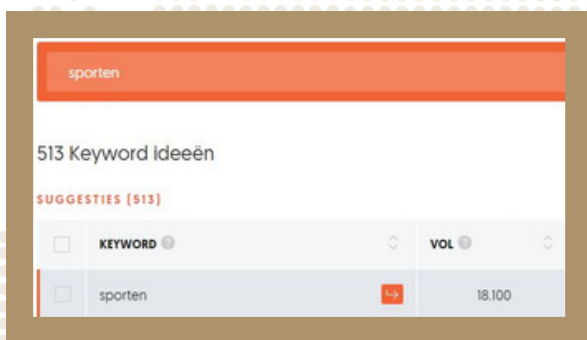 sporten
513 Keyword ideeën
SUGGESTIES [513]
KEYWORD VOL
sporten 18.100